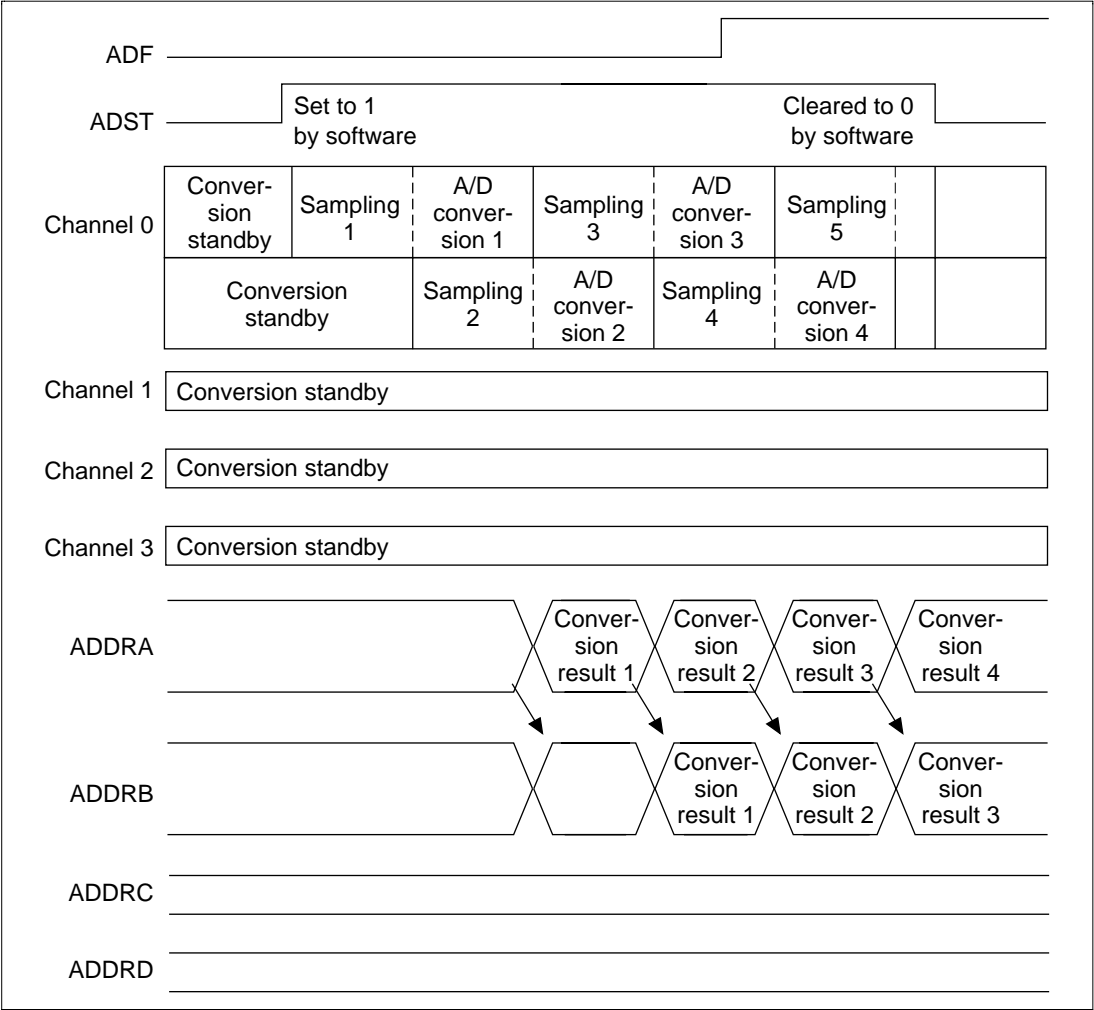 ADF
ADST
Set to 1
by software
Cleared to 0
by software
Channel 0
Conver-
sion
standby
Sampling
1
A/D
conver-
sion 1
Sampling
3
A/D
conver-
sion 3
Sampling
5
Conversion
standby
Sampling
2
A/D
conver-
sion 2
Sampling
4
A/D
conver-
sion 4
Channel 1
Conversion standby
Channel 2
Conversion standby
Channel 3
Conversion standby
ADDRA
Conver-
sion
result 1
Conver-
sion
result 2
Conver-
sion
result 3
Conver-
sion
result 4
ADDRB
Conver-
sion
result 1
Conver-
sion
result 2
Conver-
sion
result 3
ADDRC
ADDRD